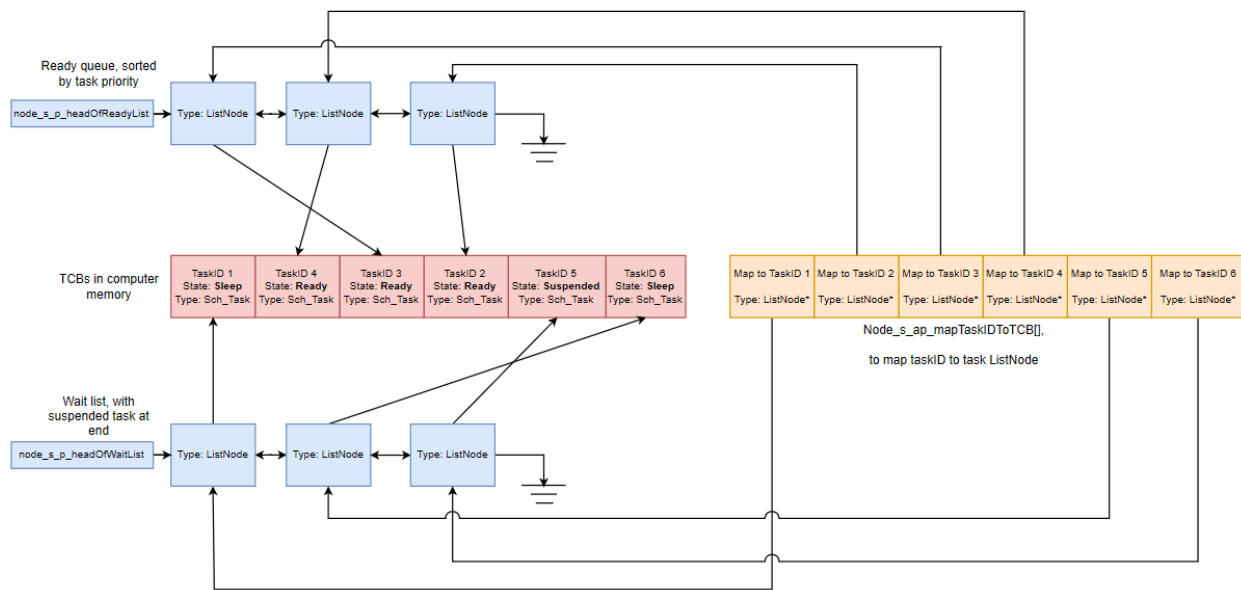 Ready queue, sorted
by task priority
node_s_p_headOfReadyList
Type: ListNode
Type: ListNode
Type: ListNode
TCBs in computer
memory
TaskID 1
State: Sleep
Type: Sch_Task
TaskID 4
State: Ready
Type: Sch_Task
TaskID 3
State: Ready
Type: Sch_Task
TaskID 2
State: Ready
Type: Sch_Task
TaskID 5
State: Suspended
Type: Sch_Task
TaskID 6
State: Sleep
Type: Sch_Task
Map to TaskID 1
Type: ListNode*
Map to TaskID 2
Type: ListNode*
Map to TaskID 3
Type: ListNode*
Map to TaskID 4
Type: ListNode*
Map to TaskID 5
Type: ListNode*
Map to TaskID 6
Type: ListNode*
Node_s_ap_mapTaskIDToTCB[],
to map taskID to task ListNode
Wait list, with
suspended task at
end
node_s_p_headOfWaitList
Type: ListNode
Type: ListNode
Type: ListNode